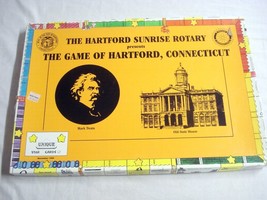 THE HARTFORD SUNRISE ROTARY
presents
THE GAME OF HARTFORD, CONNECTICUT
Mark Twain
Old State House